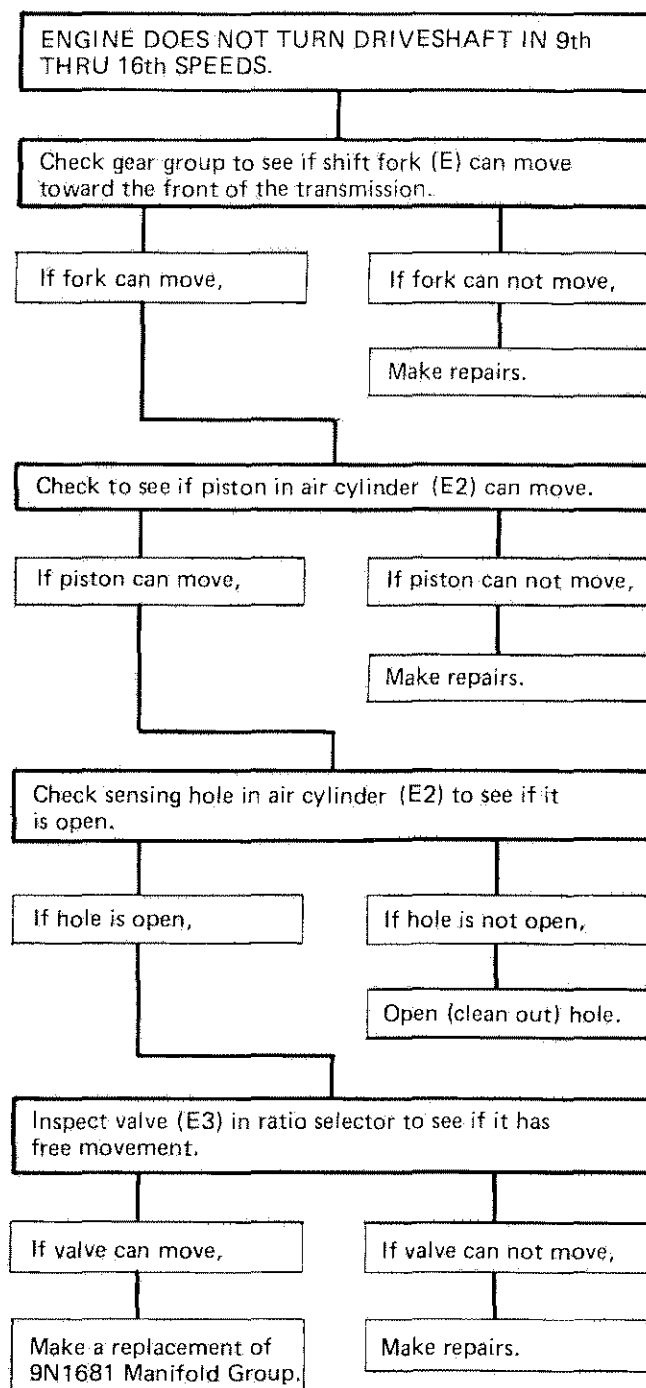 ENGINE DOES NOT TURN DRIVESHAFT IN 9th
THRU 16th SPEEDS.
Check gear group to see if shift fork (E) can move
toward the front of the transmission.
If fork can move,
If fork can not move,
Make repairs.
Check to see if piston in air cylinder (E2) can move.
If piston can move,
If piston can not move,
Make repairs.
Check sensing hole in air cylinder (E2) to see if it
is open.
If hole is open,
If hole is not open,
Open (clean out) hole.
Inspect valve (E3) in ratio selector to see if it has
free movement.
If valve can move,
If valve can not move,
Make a replacement of
9N1681 Manifold Group.
Make repairs.